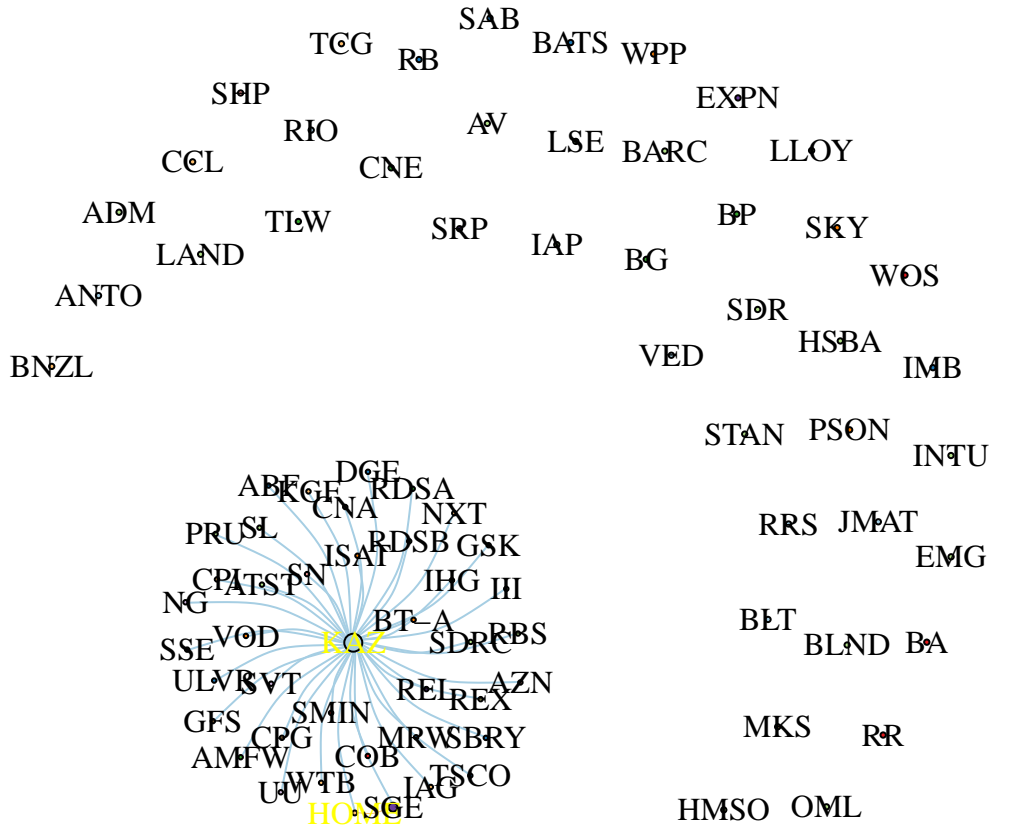 SAB
TCG
RB
BATS
WPP
SHP
EXPN
RIO
AV
LSE
BARC
LLOY
CCL
CNE
ADM
TLW
SRP
IAP
BP
SKY
LAND
BG
WOS
ANTO
SDR
HSBA
VED
BNZL
IMB
STAN
PSON
INTU
DGE
ABF
KGF
RDSA
CNA
NXT
PRU
SL
RRS
JMAT
ISAT
RDSB
GSK
EMG
CPI
ATST
SN
IHG
III
NG
BT-A
BLT
SSE
VOD
KAZ
SDRC
RBS
BLND
BA
ULVR
SVT
REL
REX
AZN
GFS
SMIN
CPG
MRW
SBRY
MKS
RR
AMFW
COB
UU
WTB
IAG
TSCO
HOME
SGE
HMSO
OML